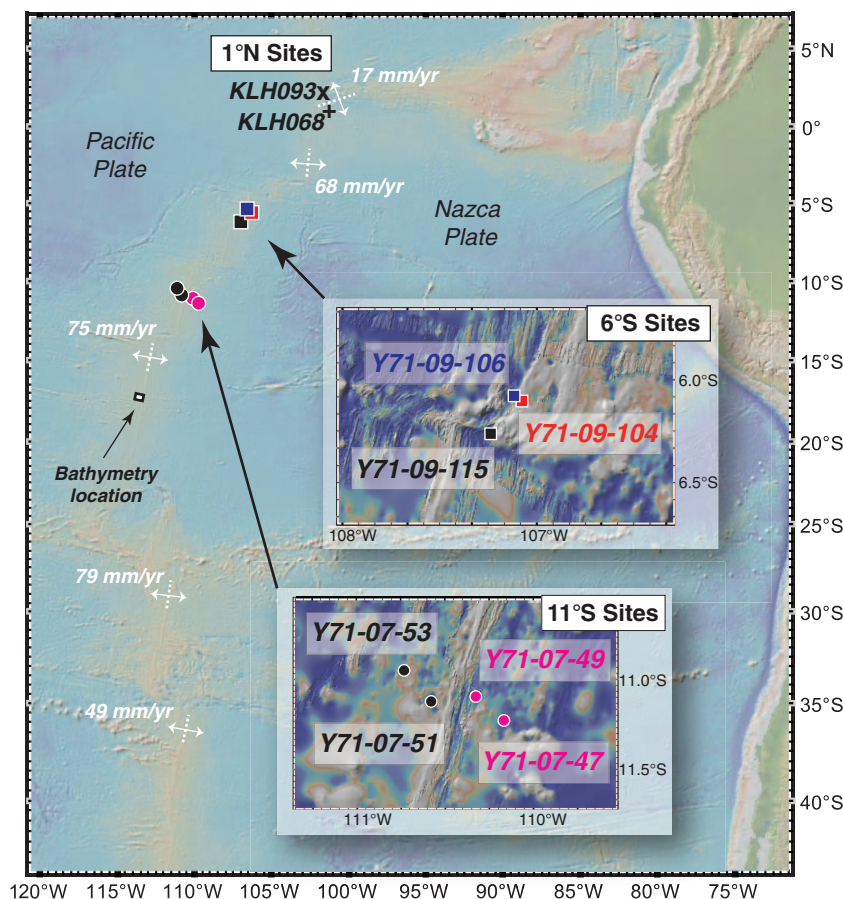 1°N Sites
17 mm/yr
5°N
KLH093x
KLH068+
0°
Pacific
Plate
68 mm/yr
5°S
Nazca
Plate
10°S
75 mm/yr
6°S Sites
15°S
Y71-09-106
6.0°S
Y71-09-104
Bathymetry
location
Y71-09-115
20°S
6.5°S
108°W
107°W
25°S
79 mm/yr
11°S Sites
30°S
Y71-07-53
Y71-07-49
11.0°S
49 mm/yr
35°S
Y71-07-51
Y71-07-47
11.5°S
111°W
110°W
40°S
120°W
115°W
110°W
105°W
100°W
95°W
90°W
85°W
80°W
75°W